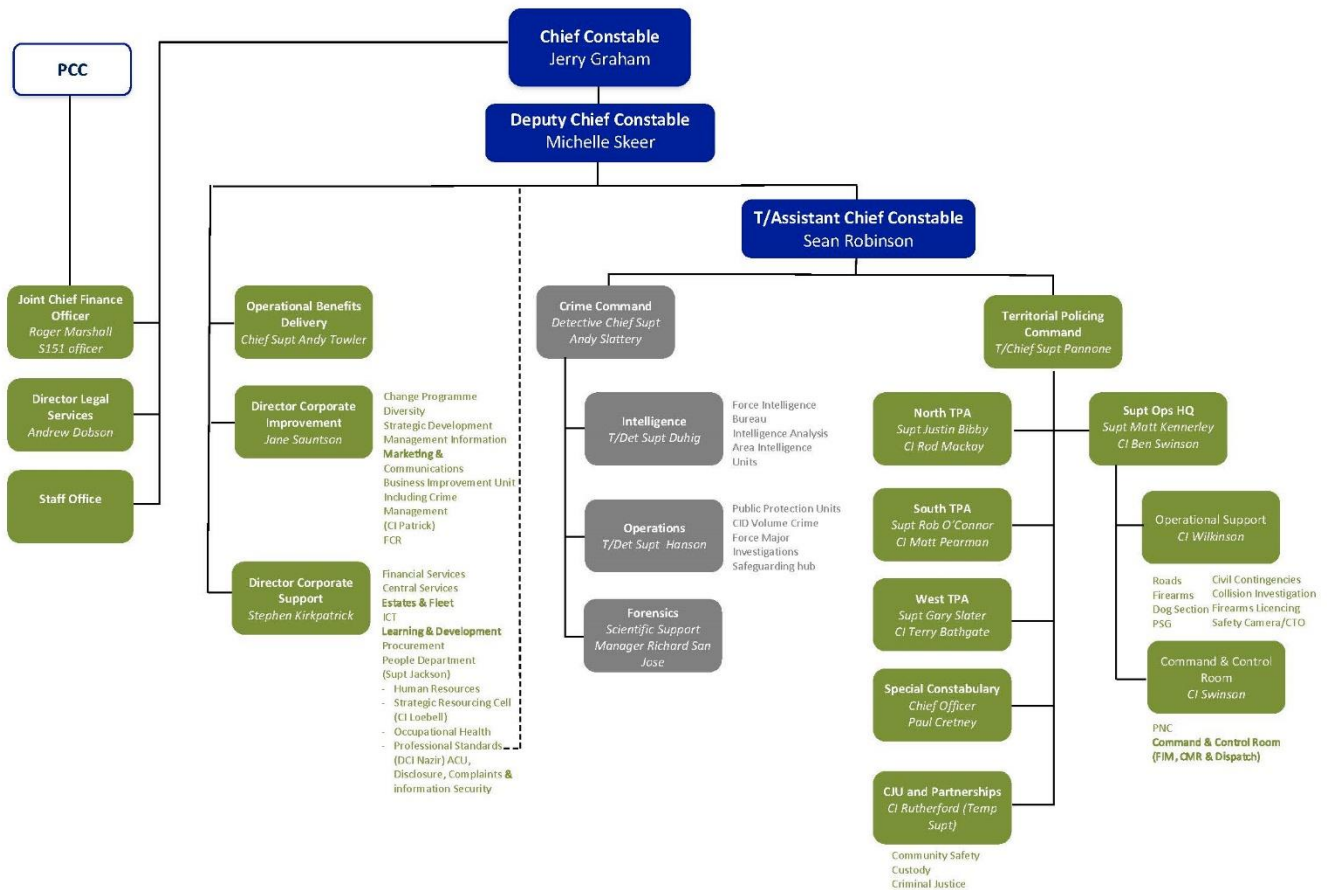 Chief Constable
Jerry Graham
PCC
Deputy Chief Constable
Michelle Skeer
T/Assistant Chief Constable
Sean Robinson
Joint Chief Finance
Officer
Roger Marshall
S151 officer
Director Legal
Services
Andrew Dobson
Staff Office
Operational Benefits
Delivery
Chief Supt Andy Towler
Director Corporate
Improvement
Jane Sauntson
Change Programme
Diversity
Strategic Development
Management Information
Marketing &
Communications
Business Improvement Unit
Including Crime
Management
(CI Patrick)
FCR
Director Corporate
Support
Stephen Kirkpatrick
Financial Services
Central Services
Estates & Fleet
ICT
Learning & Development
Procurement
People Department
(Supt Jackson)
- Human Resources
- Strategic Resourcing Cell
(CI Loebell)
- Occupational Health
- Professional Standards
(DCI Nazir) ACU,
Disclosure, Complaints &
information Security
Crime Command
Detective Chief Supt
Andy Slattery
Intelligence
T/Det Supt Duhig
Force Intelligence
Bureau
Intelligence Analysis
Area Intelligence
Units
Operations
T/Det Supt Hanson
Public Protection Units
CID Volume Crime
Force Major
Investigations
Safeguarding hub
Forensics
Scientific Support
Manager Richard San
Jose
Territorial Policing
Command
T/Chief Supt Pannone
North TPA
Supt Justin Bibby
CI Rod Mackay
South TPA
Supt Rob O'Connor
CI Matt Pearman
West TPA
Supt Gary Slater
CI Terry Bathgate
Special Constabulary
Chief Officer
Paul Cretney
CJU and Partnerships
CI Rutherford (Temp
Supt)
Community Safety
Custody
Criminal Justice
Supt Ops HQ
Supt Matt Kennerley
CI Ben Swinson
Operational Support
CI Wilkinson
Roads
Firearms
Dog Section
PSG
Civil Contingencies
Collision Investigation
Firearms Licencing
Safety Camera/CTO
Command & Control
Room
CI Swinson
PNC
Command & Control Room
(FIM, CMR & Dispatch)